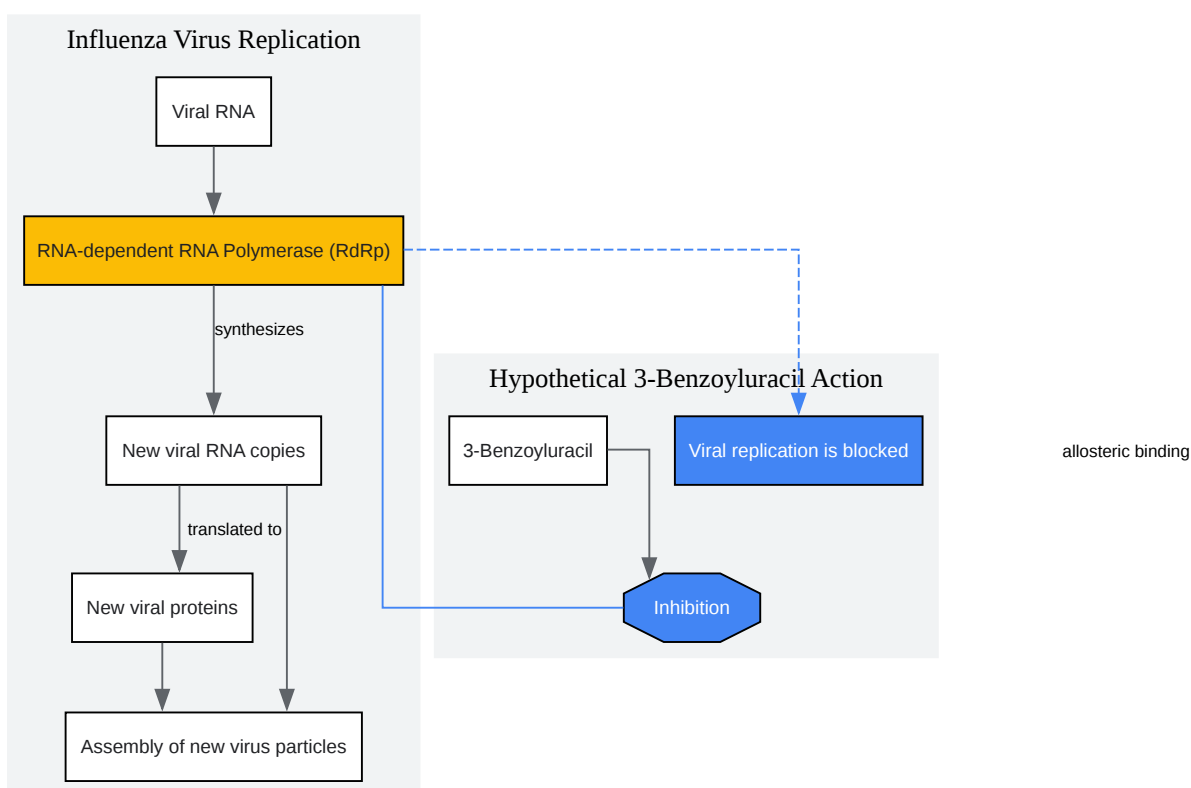 Influenza Virus Replication
Viral RNA
RNA-dependent RNA Polymerase (RdRp)
synthesizes
New viral RNA copies
translated to
New viral proteins
Assembly of new virus particles
Hypothetical 3-Benzoyluracil Action
3-Benzoyluracil
Viral replication is blocked
Inhibition
allosteric binding